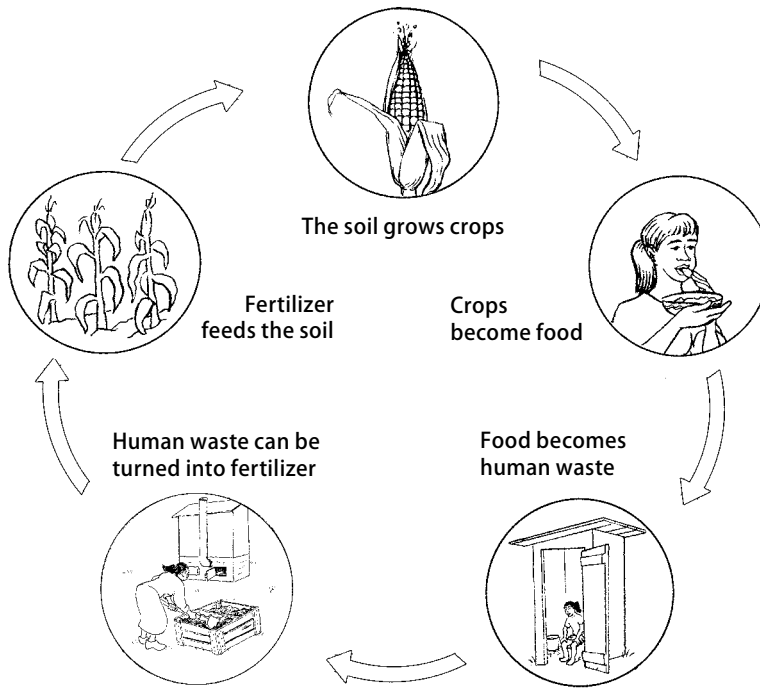 The soil grows crops
Crops
become food
Food becomes
human waste
Human waste can be
turned into fertilizer
Fertilizer
feeds the soil